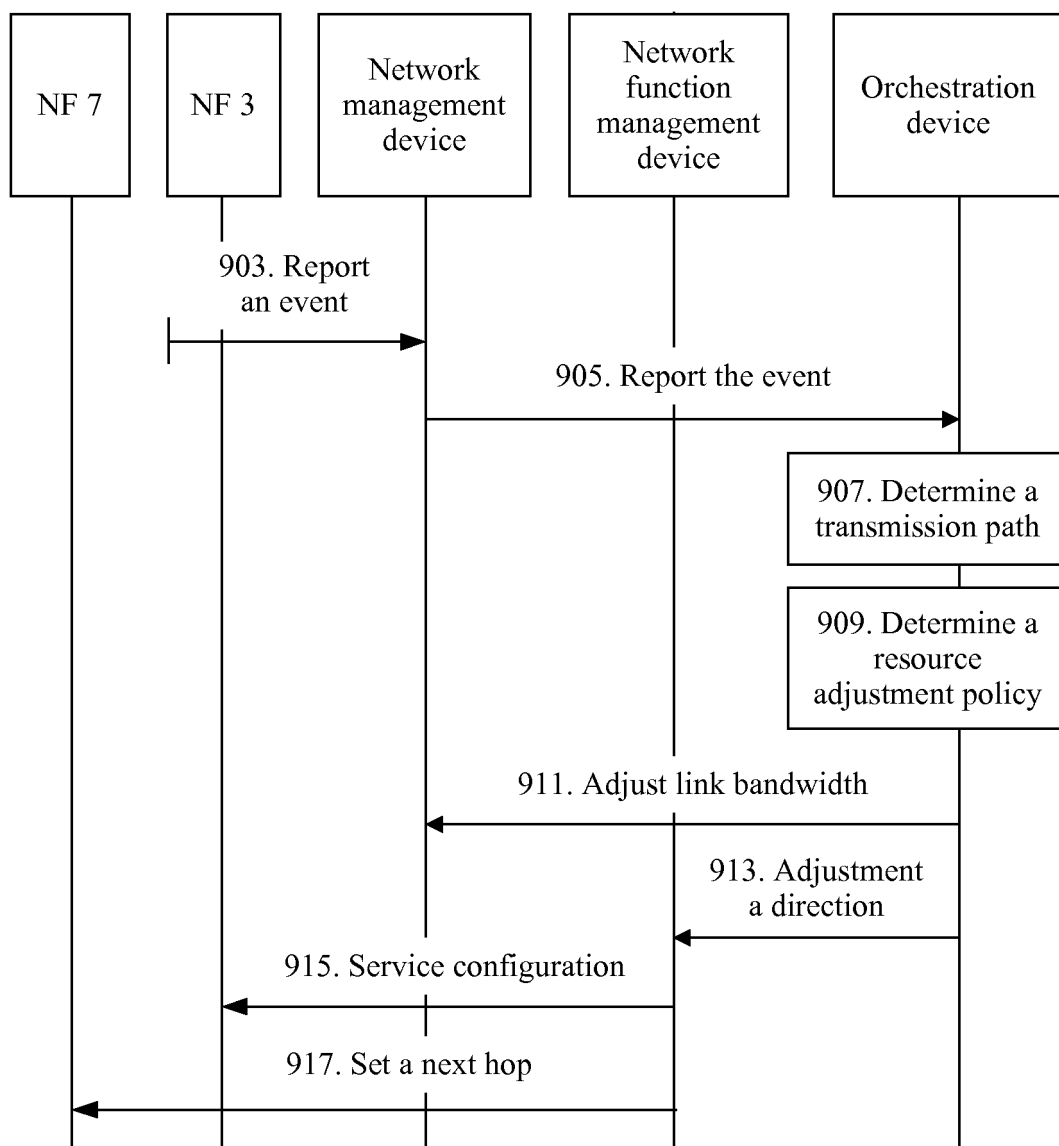 NF 7
NF 3
Network
management
device
Network
function
management
device
Orchestration
device
903. Report
an event
905. Report the event
907. Determine a
transmission path
909. Determine a
resource
adjustment policy
911. Adjust link bandwidth
913. Adjustment
a direction
915. Service configuration
917. Set a next hop